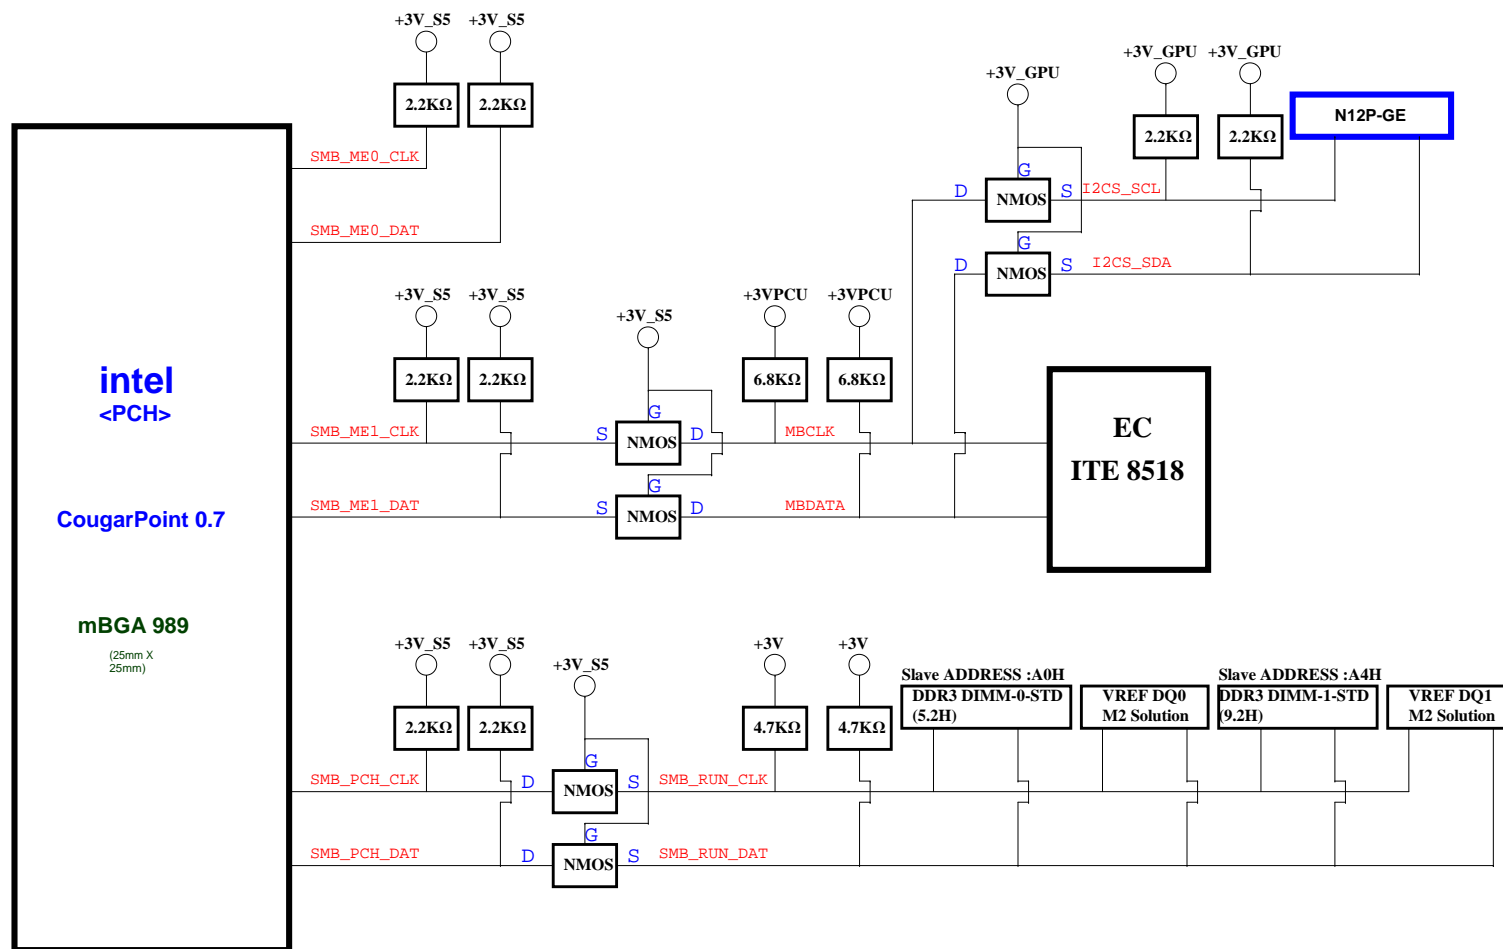 +3V_S5 +3V_S5
2.2KΩ 2.2KΩ
SMB_ME0_CLK
SMB_ME0_DAT
+3V_GPU
+3V_GPU +3V_GPU
2.2KΩ 2.2KΩ
N12P-GE
G
D NMOS S I2CS_SCL
G
D NMOS S I2CS_SDA
+3V_S5 +3V_S5
2.2KΩ 2.2KΩ
+3V_S5
+3VPCU +3VPCU
6.8KΩ 6.8KΩ
intel
<PCH>
CougarPoint 0.7
mBGA 989
(25mm X
25mm)
G
SMB_ME1_CLK S NMOS D MBCLK
G
SMB_ME1_DAT S NMOS D MBDATA
EC
ITE 8518
+3V_S5 +3V_S5
2.2KΩ 2.2KΩ
+3V_S5
+3V +3V
4.7KΩ 4.7KΩ
Slave ADDRESS :A0H
DDR3 DIMM-0-STD
(5.2H)
VREF DQ0
M2 Solution
Slave ADDRESS :A4H
DDR3 DIMM-1-STD
(9.2H)
VREF DQ1
M2 Solution
G
SMB_PCH_CLK D NMOS S SMB_RUN_CLK
G
SMB_PCH_DAT D NMOS S SMB_RUN_DAT